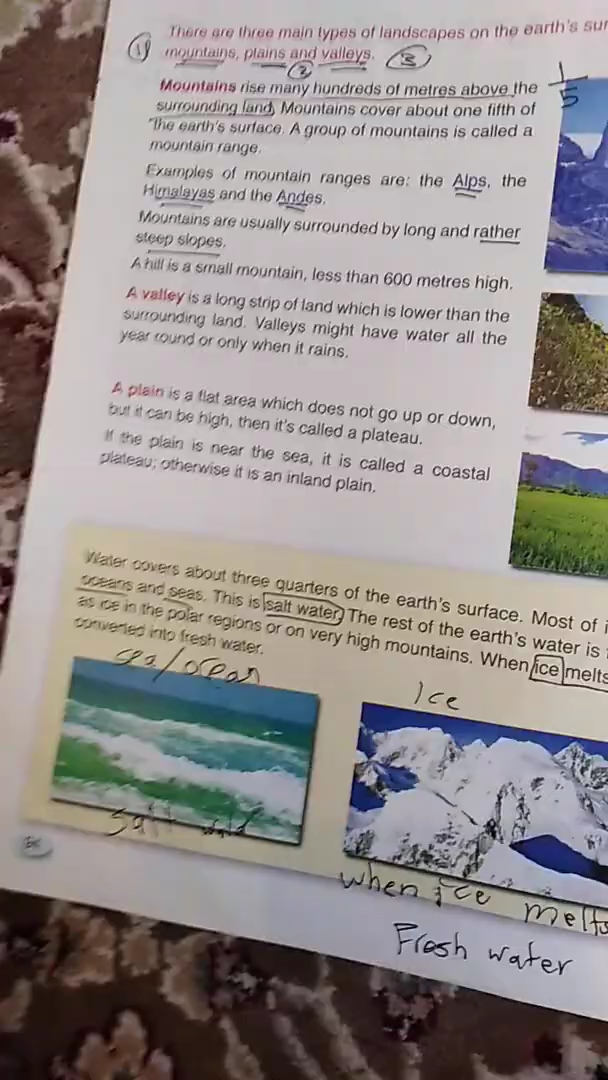 There are three main types of landscapes on the earth's sur
① mountains, plains and valleys. ③
②
Mountains rise many hundreds of metres above the
1/5
surrounding land. Mountains cover about one fifth of
the earth's surface. A group of mountains is called a
mountain range.
Examples of mountain ranges are: the Alps, the
Himalayas and the Andes.
Mountains are usually surrounded by long and rather
steep slopes.
A hill is a small mountain, less than 600 metres high.
A valley is a long strip of land which is lower than the
surrounding land. Valleys might have water all the
year round or only when it rains.
A plain is a flat area which does not go up or down,
but it can be high, then it's called a plateau.
If the plain is near the sea, it is called a coastal
plateau; otherwise it is an inland plain.
Water covers about three quarters of the earth's surface. Most of i
oceans and seas. This is salt water. The rest of the earth's water is
as ice in the polar regions or on very high mountains. When ice melts
converted into fresh water.
sea/ocean
Ice
salt
when ice melts
Fresh water